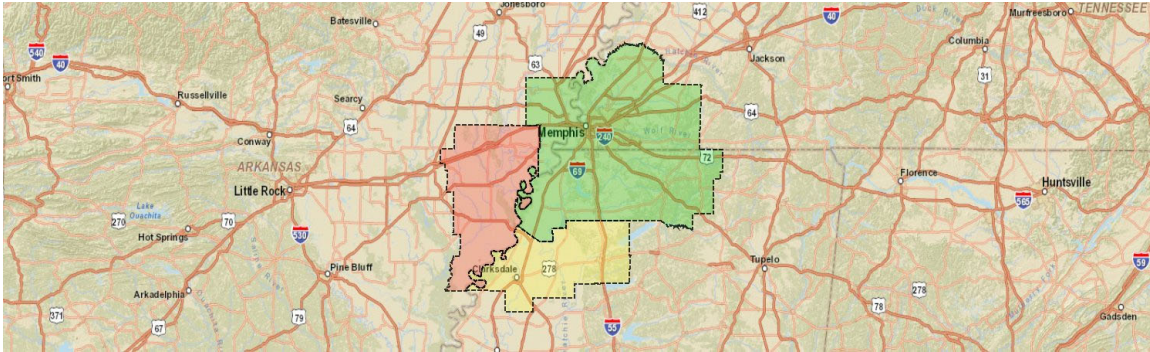 Jonesboro
412
40
TENNESSEE
Batesville
49
Murfreesboro
Columbia
540
40
63
Jackson
31
Russellville
Searcy
64
64
Memphis
240
Wolf River
Conway
ARKANSAS
69
72
Little Rock
Florence
Huntsville
565
Lake
Ouachita
270
70
530
Hot Springs
Clarksdale
278
Pine Bluff
Tupelo
59
Arkadelphia
278
371
67
79
55
78
Gadsden